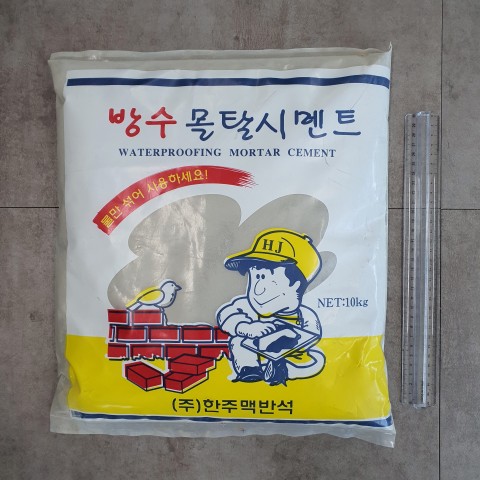 방수 몰탈시멘트
WATERPROOFING MORTAR CEMENT
물만 섞어 사용하세요!
HJ
NET:10kg
(주)한주맥반석